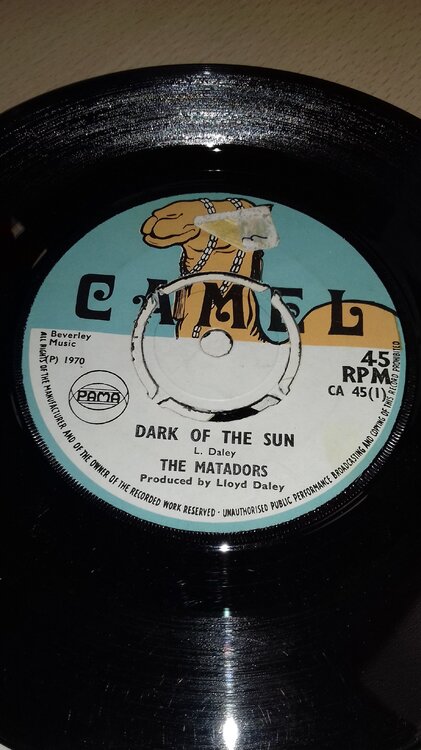 CAMEL
Beverley
Music
(P) 1970
PAMA
45
RPM
CA 45(1)
DARK OF THE SUN
L. Daley
THE MATADORS
Produced by Lloyd Daley
ALL RIGHTS OF THE MANUFACTURER AND OF THE OWNER OF THE RECORDED WORK RESERVED - UNAUTHORISED PUBLIC PERFORMANCE BROADCASTING AND COPYING OF THIS RECORD PROHIBITED